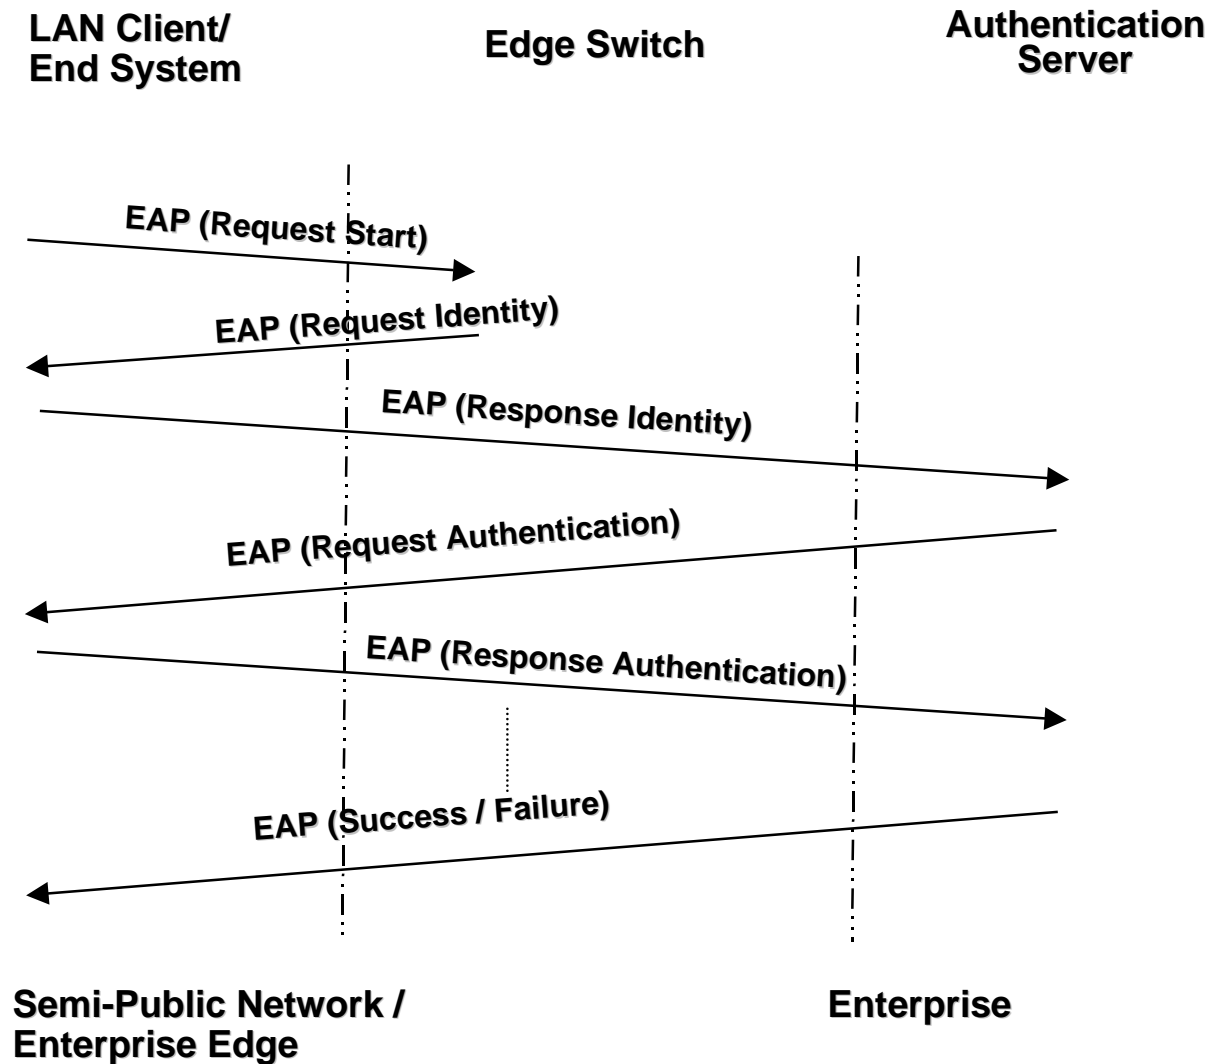 LAN Client/
End System
Edge Switch
Authentication
Server
EAP (Request Start)
EAP (Request Identity)
EAP (Response Identity)
EAP (Request Authentication)
EAP (Response Authentication)
EAP (Success / Failure)
Semi-Public Network /
Enterprise Edge
Enterprise